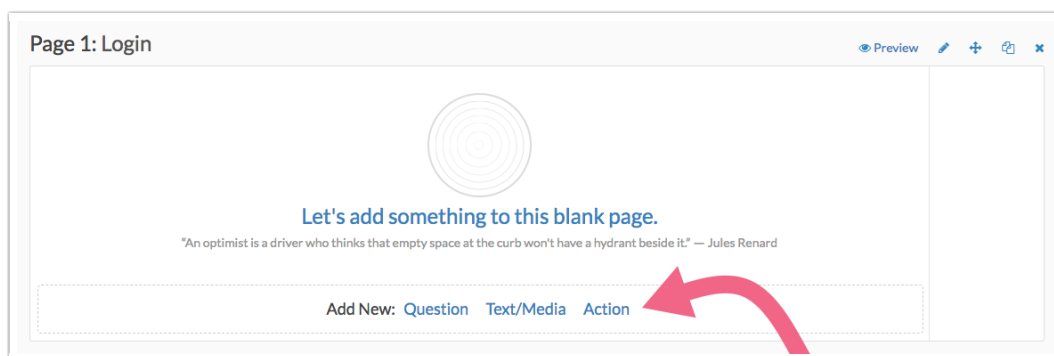 Page 1: Login
Preview
Let's add something to this blank page.
"An optimist is a driver who thinks that empty space at the curb won't have a hydrant beside it." — Jules Renard
Add New: Question Text/Media Action